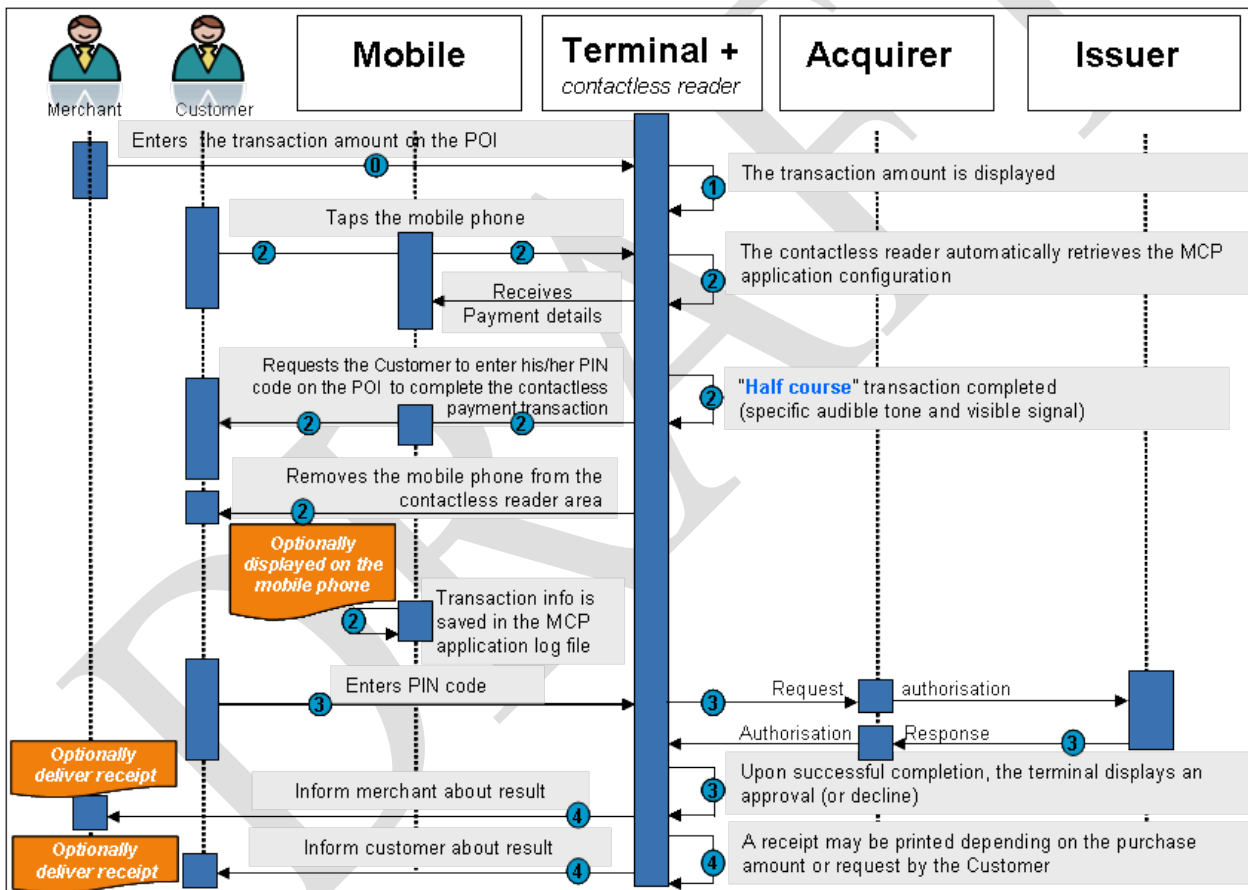 Mobile
Terminal +
contactless reader
Acquirer
Issuer
Merchant
Customer
Enters the transaction amount on the POI
0
1
The transaction amount is displayed
Taps the mobile phone
2
2
The contactless reader automatically retrieves the MCP
application configuration
2
Receives
Payment details
Requests the Customer to enter his/her PIN
code on the POI to complete the contactless
payment transaction
2
2
2
"Half course" transaction completed
(specific audible tone and visible signal)
Removes the mobile phone from the
contactless reader area
2
Optionally
displayed on the
mobile phone
2
Transaction info is
saved in the MCP
application log file
Enters PIN code
3
Request
authorisation
3
Authorisation
Response
3
Optionally
deliver receipt
Inform merchant about result
4
3
Upon successful completion, the terminal displays an
approval (or decline)
Optionally
deliver receipt
Inform customer about result
4
4
A receipt may be printed depending on the purchase
amount or request by the Customer
DRAFT